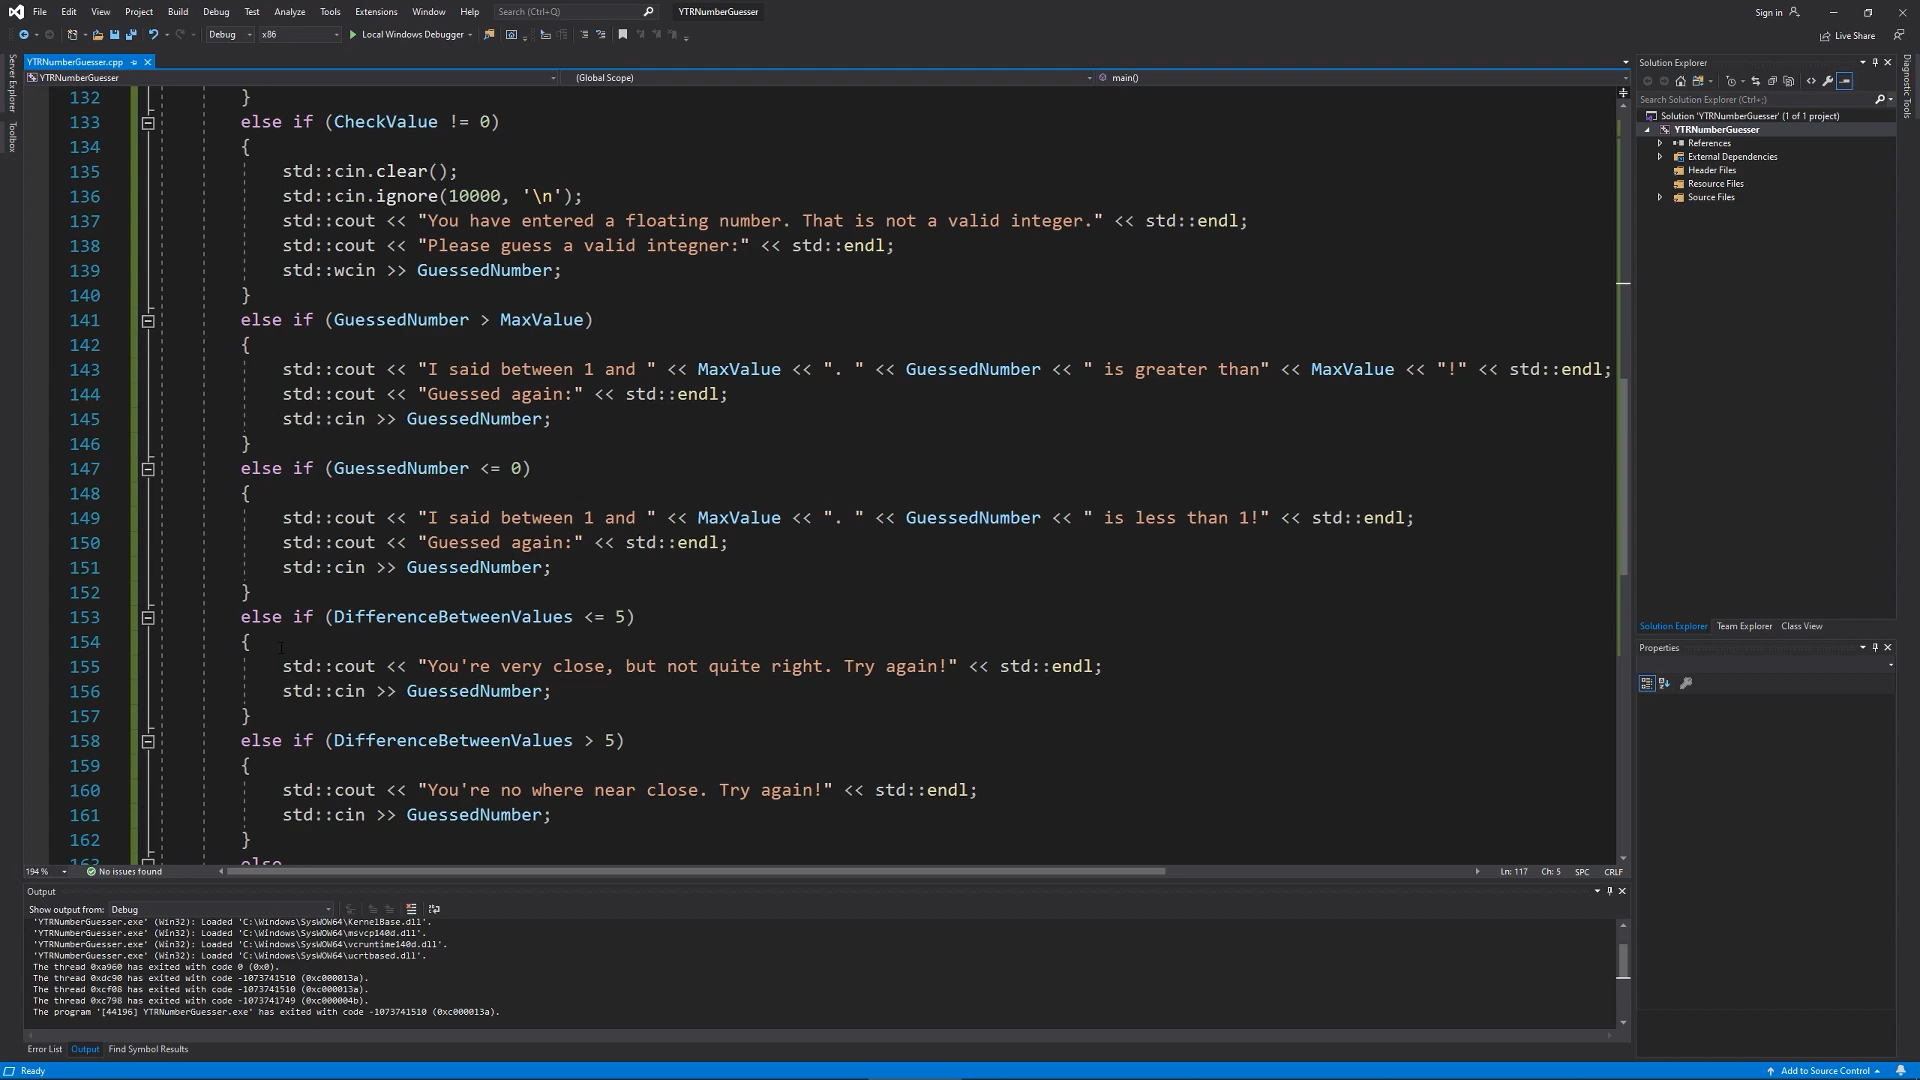 File Edit View Project Build Debug Test Analyze Tools Extensions Window Help Search (Ctrl+Q) YTRNumberGuesser Sign in
Debug x86 Local Windows Debugger Live Share
YTRNumberGuesser.cpp
YTRNumberGuesser (Global Scope) main()
132 }
133 else if (CheckValue != 0)
134 {
135 std::cin.clear();
136 std::cin.ignore(10000, '\n');
137 std::cout << "You have entered a floating number. That is not a valid integer." << std::endl;
138 std::cout << "Please guess a valid integner:" << std::endl;
139 std::wcin >> GuessedNumber;
140 }
141 else if (GuessedNumber > MaxValue)
142 {
143 std::cout << "I said between 1 and " << MaxValue << ". " << GuessedNumber << " is greater than" << MaxValue << "!" << std::endl;
144 std::cout << "Guessed again:" << std::endl;
145 std::cin >> GuessedNumber;
146 }
147 else if (GuessedNumber <= 0)
148 {
149 std::cout << "I said between 1 and " << MaxValue << ". " << GuessedNumber << " is less than 1!" << std::endl;
150 std::cout << "Guessed again:" << std::endl;
151 std::cin >> GuessedNumber;
152 }
153 else if (DifferenceBetweenValues <= 5)
154 {
155 std::cout << "You're very close, but not quite right. Try again!" << std::endl;
156 std::cin >> GuessedNumber;
157 }
158 else if (DifferenceBetweenValues > 5)
159 {
160 std::cout << "You're no where near close. Try again!" << std::endl;
161 std::cin >> GuessedNumber;
162 }
163 else
194 % No issues found Ln: 117 Ch: 5 SPC CRLF
Output
Show output from: Debug
'YTRNumberGuesser.exe' (Win32): Loaded 'C:\Windows\SysWOW64\KernelBase.dll'.
'YTRNumberGuesser.exe' (Win32): Loaded 'C:\Windows\SysWOW64\msvcp140d.dll'.
'YTRNumberGuesser.exe' (Win32): Loaded 'C:\Windows\SysWOW64\vcruntime140d.dll'.
'YTRNumberGuesser.exe' (Win32): Loaded 'C:\Windows\SysWOW64\ucrtbased.dll'.
The thread 0xa960 has exited with code 0 (0x0).
The thread 0xdc90 has exited with code -1073741510 (0xc000013a).
The thread 0xcf08 has exited with code -1073741510 (0xc000013a).
The thread 0xc798 has exited with code -1073741749 (0xc000004b).
The program '[44196] YTRNumberGuesser.exe' has exited with code -1073741510 (0xc000013a).
Error List Output Find Symbol Results
Ready Add to Source Control
Server Explorer
Toolbox
Solution Explorer
Search Solution Explorer (Ctrl+;)
Solution 'YTRNumberGuesser' (1 of 1 project)
YTRNumberGuesser
References
External Dependencies
Header Files
Resource Files
Source Files
Solution Explorer Team Explorer Class View
Properties
Diagnostic Tools